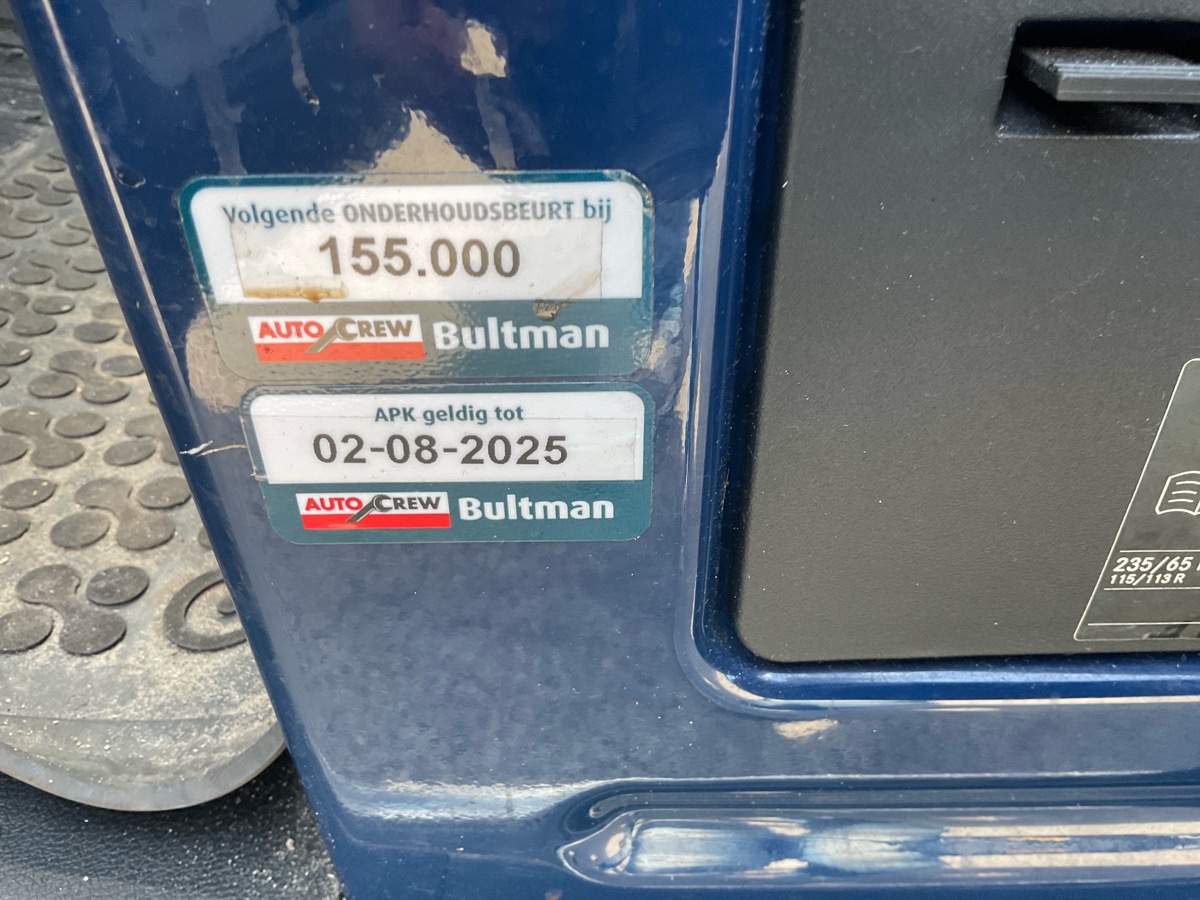 Volgende ONDERHOUDSBEURT bij
155.000
AUTO CREW Bultman
APK geldig tot
02-08-2025
AUTO CREW Bultman
235/65
115/113 R